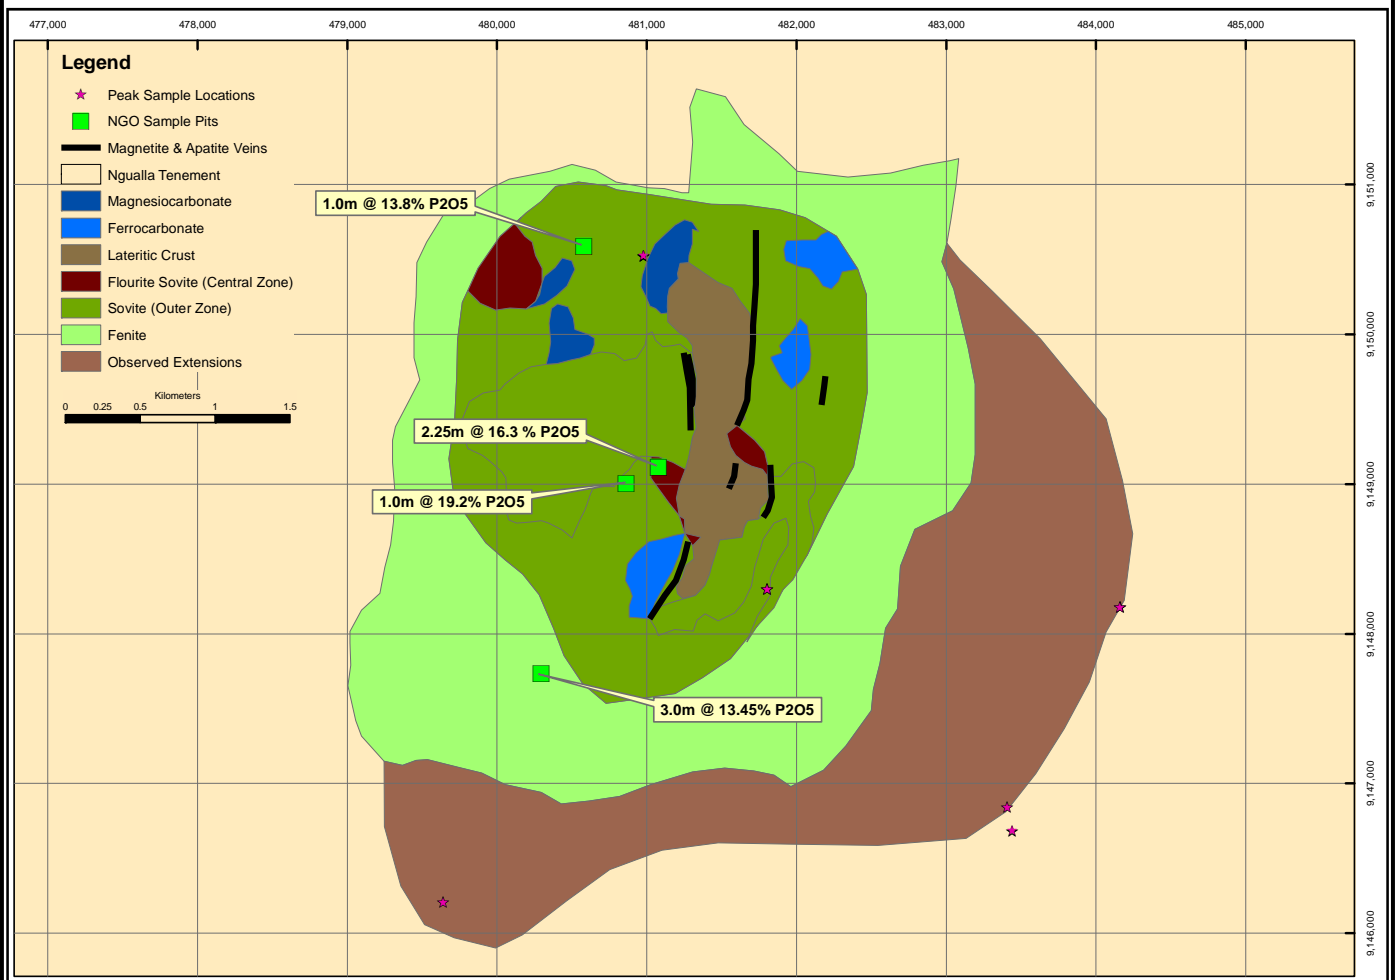 477,000 478,000 479,000 480,000 481,000 482,000 483,000 484,000 485,000
Legend
Peak Sample Locations
NGO Sample Pits
Magnetite & Apatite Veins
Ngualla Tenement
Magnesiocarbonate
Ferrocarbonate
Lateritic Crust
Flourite Sovite (Central Zone)
Sovite (Outer Zone)
Fenite
Observed Extensions
Kilometers
0 0.25 0.5 1 1.5
1.0m @ 13.8% P2O5
2.25m @ 16.3 % P2O5
1.0m @ 19.2% P2O5
3.0m @ 13.45% P2O5
9,151,000
9,150,000
9,149,000
9,148,000
9,147,000
9,146,000